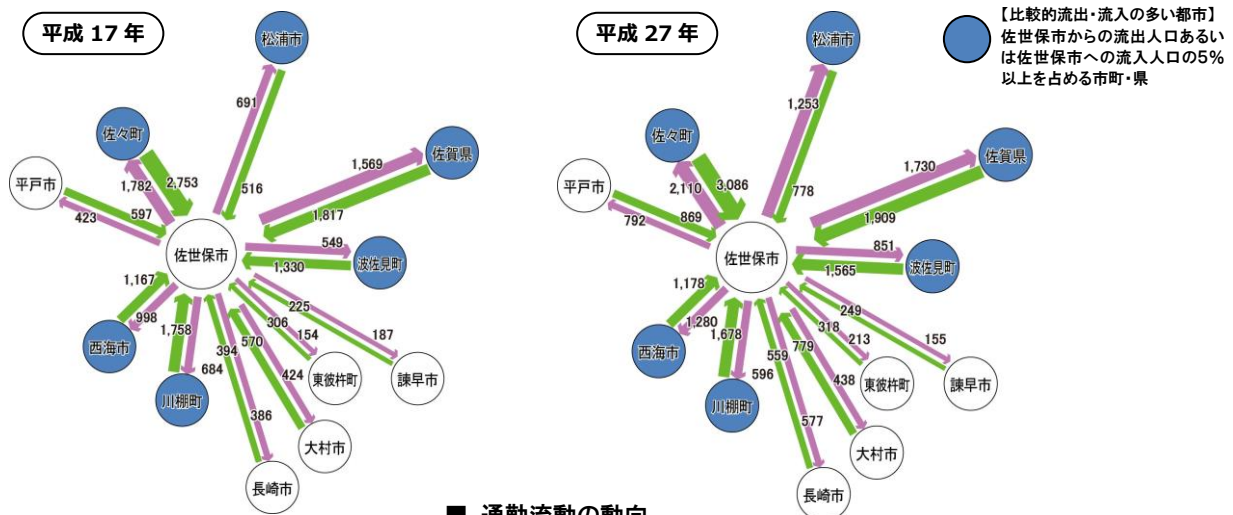 平成 17 年
松浦市
691
516
佐々町
1,782
2,753
佐賀県
1,569
1,817
平戸市
597
423
佐世保市
549
1,330
波佐見町
1,167
998
西海市
1,758
684
川棚町
394
386
長崎市
570
424
大村市
306
154
東彼杵町
225
187
諫早市
平成 27 年
松浦市
1,253
778
佐々町
2,110
3,086
佐賀県
1,730
1,909
平戸市
869
792
佐世保市
851
1,565
波佐見町
1,178
1,280
西海市
1,678
596
川棚町
559
577
長崎市
779
438
大村市
318
213
東彼杵町
249
155
諫早市
【比較的流出・流入の多い都市】
佐世保市からの流出人口あるい
は佐世保市への流入人口の5%
以上を占める市町・県
■ 通勤流動の動向